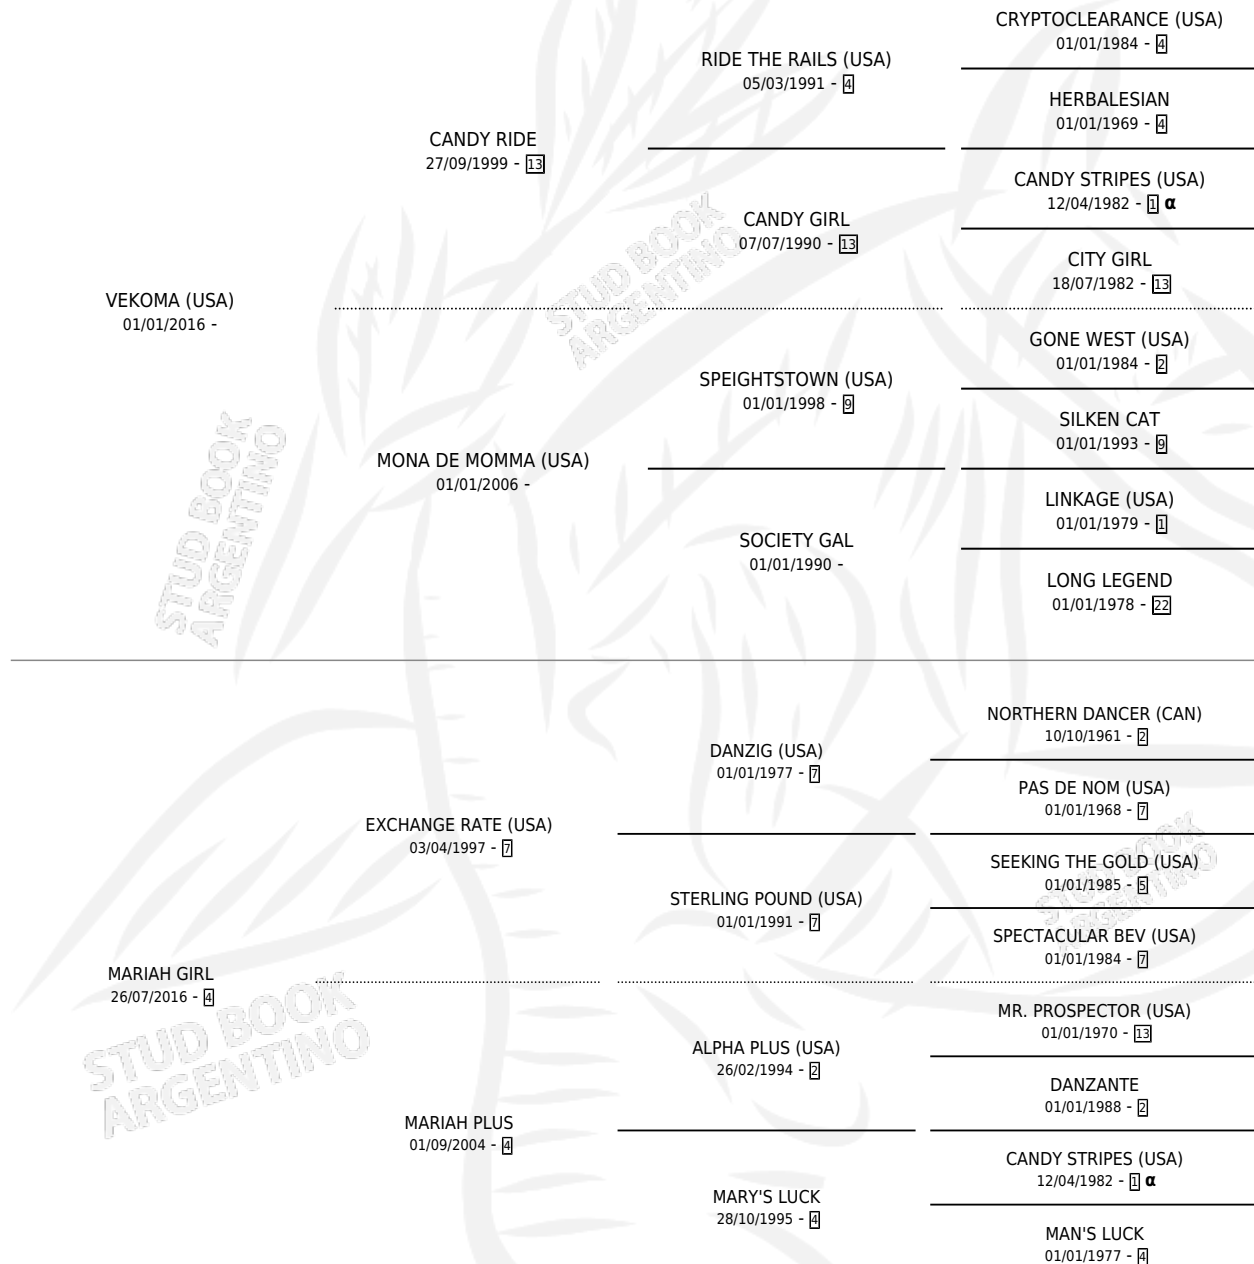 CRYPTOCLEARANCE (USA)
01/01/1984 - 4
RIDE THE RAILS (USA)
05/03/1991 - 4
HERBALESIAN
01/01/1969 - 4
CANDY RIDE
27/09/1999 - 13
CANDY STRIPES (USA)
12/04/1982 - 1 α
CANDY GIRL
07/07/1990 - 13
CITY GIRL
18/07/1982 - 13
VEKOMA (USA)
01/01/2016 -
GONE WEST (USA)
01/01/1984 - 2
SPEIGHTSTOWN (USA)
01/01/1998 - 9
SILKEN CAT
01/01/1993 - 9
MONA DE MOMMA (USA)
01/01/2006 -
LINKAGE (USA)
01/01/1979 - 1
SOCIETY GAL
01/01/1990 -
LONG LEGEND
01/01/1978 - 22
STUD BOOK
ARGENTINO
STUD BOOK
ARGENTINO
NORTHERN DANCER (CAN)
10/10/1961 - 2
DANZIG (USA)
01/01/1977 - 7
PAS DE NOM (USA)
01/01/1968 - 7
EXCHANGE RATE (USA)
03/04/1997 - 7
SEEKING THE GOLD (USA)
01/01/1985 - 5
STERLING POUND (USA)
01/01/1991 - 7
SPECTACULAR BEV (USA)
01/01/1984 - 7
MARIAH GIRL
26/07/2016 - 4
MR. PROSPECTOR (USA)
01/01/1970 - 13
ALPHA PLUS (USA)
26/02/1994 - 2
DANZANTE
01/01/1988 - 2
MARIAH PLUS
01/09/2004 - 4
CANDY STRIPES (USA)
12/04/1982 - 1 α
MARY'S LUCK
28/10/1995 - 4
MAN'S LUCK
01/01/1977 - 4
STUD BOOK
ARGENTINO
STUD BOOK
ARGENTINO